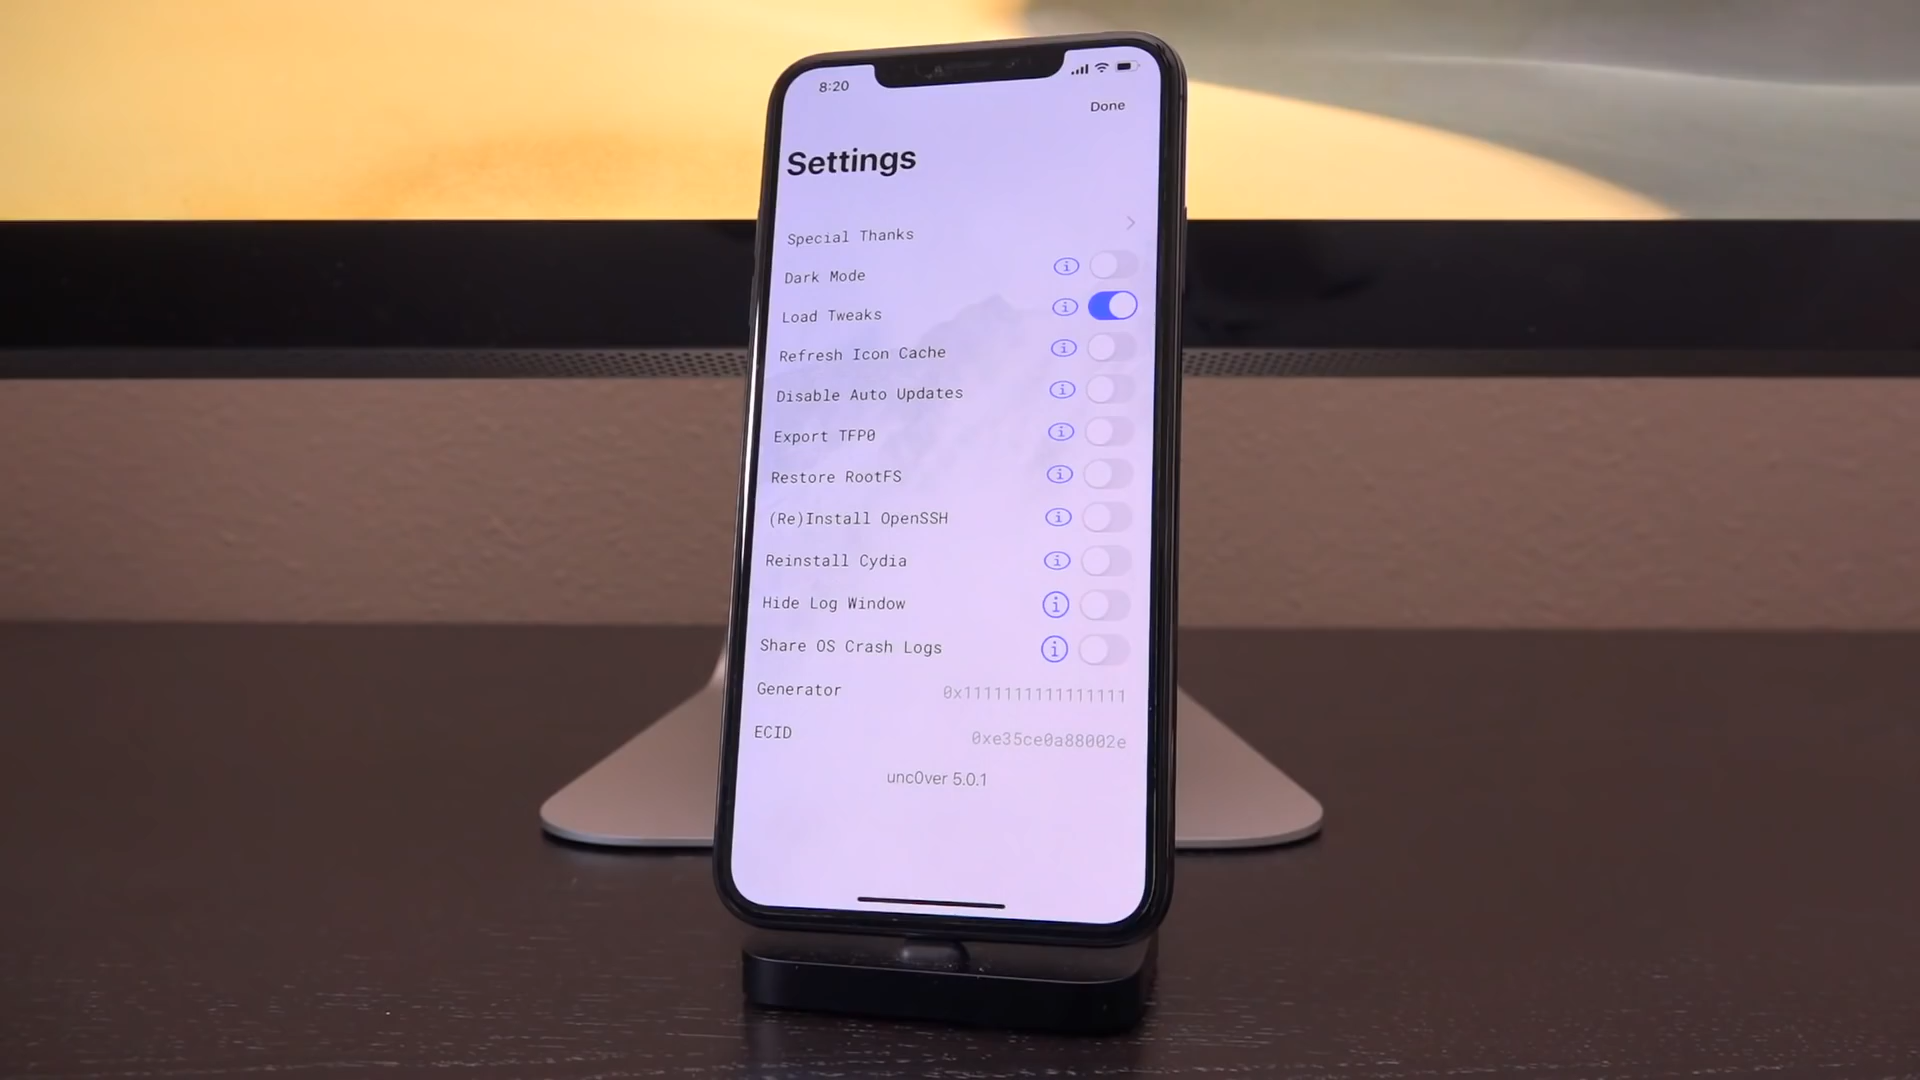 8:20
Done
Settings
Special Thanks
Dark Mode
Load Tweaks
Refresh Icon Cache
Disable Auto Updates
Export TFP0
Restore RootFS
(Re)Install OpenSSH
Reinstall Cydia
Hide Log Window
Share OS Crash Logs
Generator 0x1111111111111111
ECID 0xe35ce0a88002e
unc0ver 5.0.1